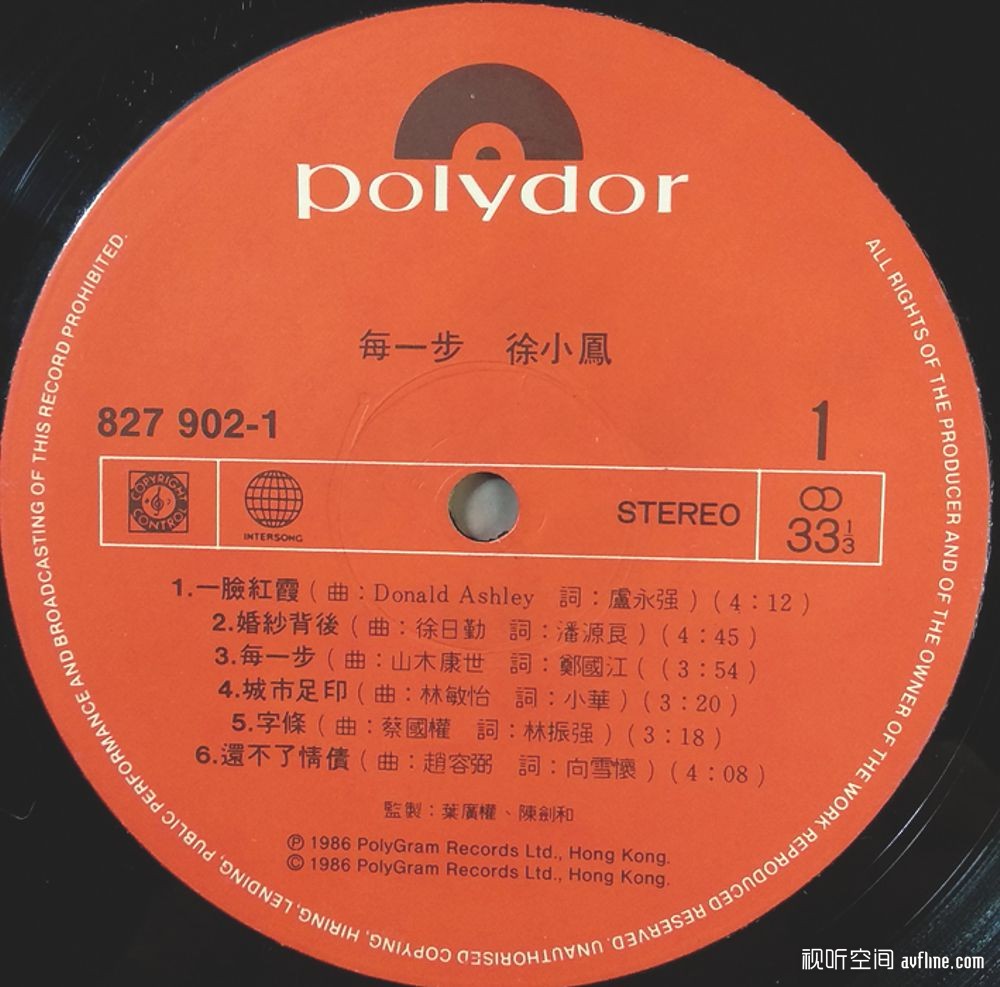 polydor
每一步 徐小鳳
827 902-1
1
COPYRIGHT CONTROL
INTERSONG
STEREO
33 1/3
1.一臉紅霞(曲:Donald Ashley 詞:盧永强)(4:12)
2.婚紗背後(曲:徐日勤 詞:潘源良)(4:45)
3.每一步(曲:山木康世 詞:鄭國江)(3:54)
4.城市足印(曲:林敏怡 詞:小華)(3:20)
5.字條(曲:蔡國權 詞:林振强)(3:18)
6.還不了情債(曲:趙容弼 詞:向雪懷)(4:08)
監製:葉廣權、陳劍和
Ⓟ 1986 PolyGram Records Ltd., Hong Kong.
© 1986 PolyGram Records Ltd., Hong Kong.
ALL RIGHTS OF THE PRODUCER AND OF THE OWNER OF THE WORK REPRODUCED RESERVED. UNAUTHORISED COPYING, HIRING, LENDING, PUBLIC PERFORMANCE AND BROADCASTING OF THIS RECORD PROHIBITED.
视听空间 avfline.com